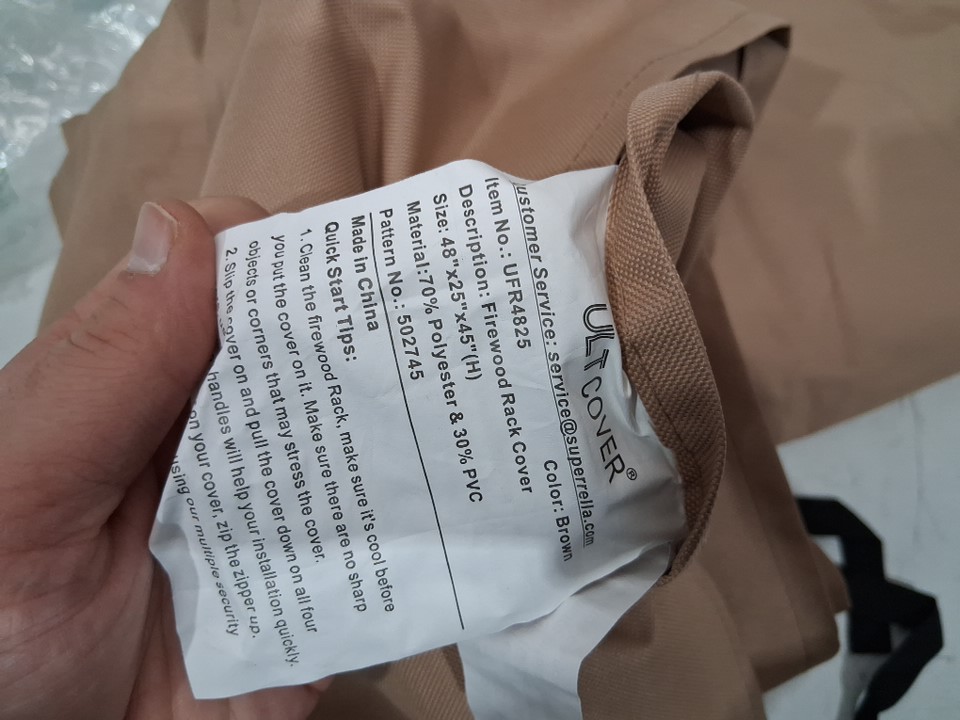 ULTCOVER®
ustomer Service: service@superrella.com
Item No.: UFR4825 Color: Brown
Description: Firewood Rack Cover
Size: 48"x25"x45"(H)
Material:70% Polyester & 30% PVC
Pattern No.: 502745
Made in China
Quick Start Tips:
1. Clean the firewood Rack, make sure it's cool before
you put the cover on it. Make sure there are no sharp
objects or corners that may stress the cover.
2. Slip the cover on and pull the cover down on all four
handles will help your installation quickly.
on your cover, zip the zipper up.
using our multiple security